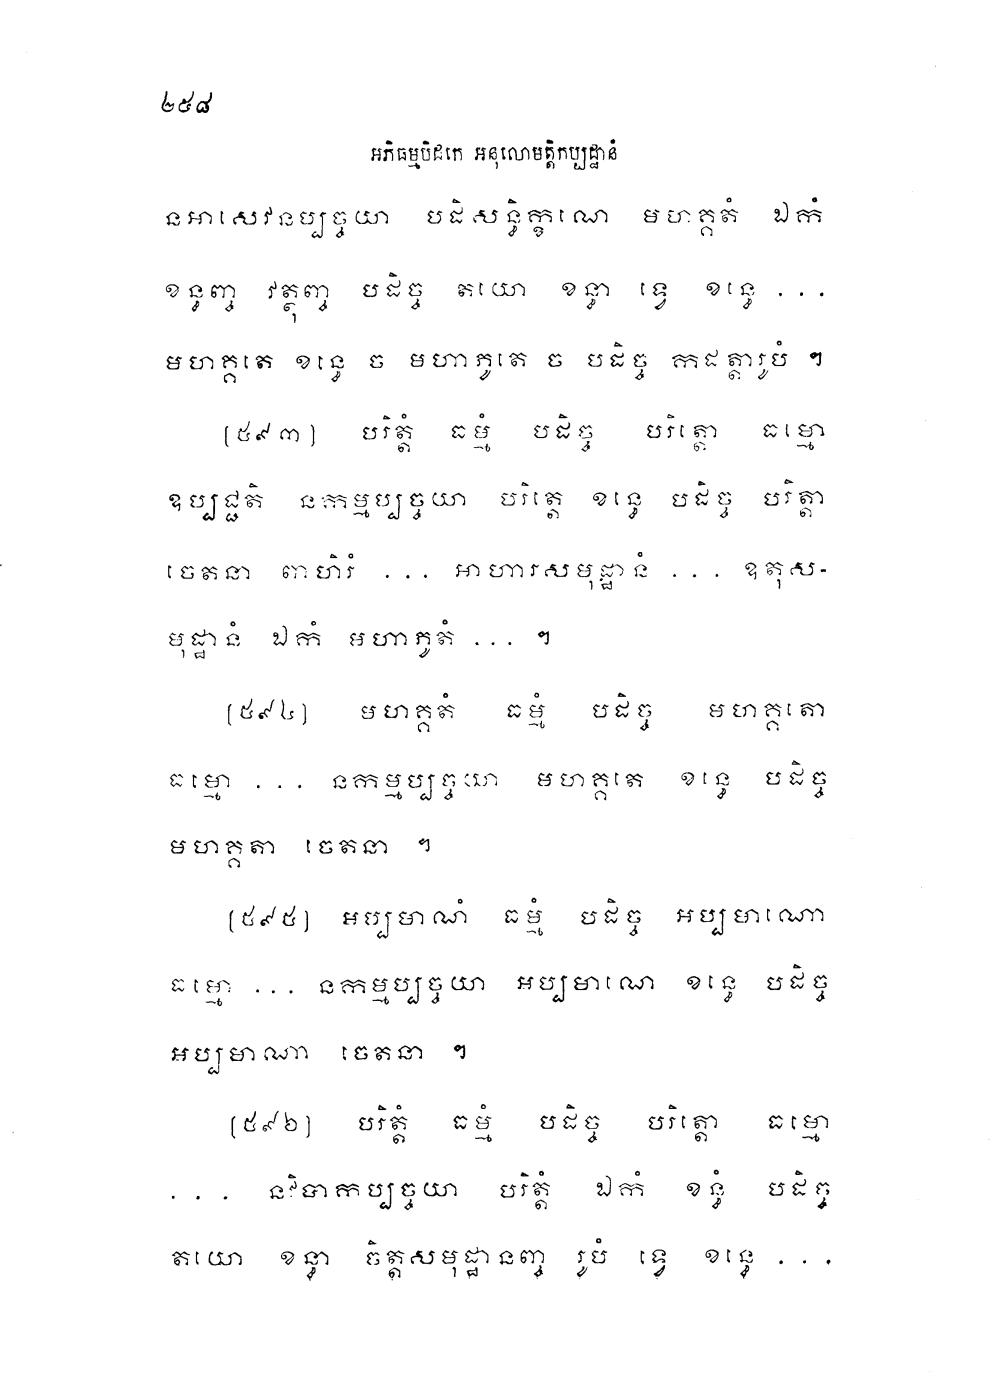 ២៥៨
អភិធម្មបិដកេ អនុលោមត្តិកប្បដ្ឋានំ
នអាសេវនប្បច្ចយា បដិសន្ធិក្ខណេ មហគ្គតំ ឯកំ
ខន្ធញ្ច វត្ថុញ្ច បដិច្ច តយោ ខន្ធា ទ្វេ ខន្ធេ ...
មហគ្គតេ ខន្ធេ ច មហាភូតេ ច បដិច្ច កដត្តារូបំ ។
(៥៩៣) បរិត្តំ ធម្មំ បដិច្ច បរិត្តោ ធម្មោ
ឧប្បជ្ជតិ នកម្មប្បច្ចយា បរិត្តេ ខន្ធេ បដិច្ច បរិត្តា
ចេតនា ពាហិរំ ... អាហារសមុដ្ឋានំ ... ឧតុស-
មុដ្ឋានំ ឯកំ មហាភូតំ ... ។
(៥៩៤) មហគ្គតំ ធម្មំ បដិច្ច មហគ្គតោ
ធម្មោ ... នកម្មប្បច្ចយា មហគ្គតេ ខន្ធេ បដិច្ច
មហគ្គតា ចេតនា ។
(៥៩៥) អប្បមាណំ ធម្មំ បដិច្ច អប្បមាណោ
ធម្មោ ... នកម្មប្បច្ចយា អប្បមាណេ ខន្ធេ បដិច្ច
អប្បមាណា ចេតនា ។
(៥៩៦) បរិត្តំ ធម្មំ បដិច្ច បរិត្តោ ធម្មោ
... នវិបាកប្បច្ចយា បរិត្តំ ឯកំ ខន្ធំ បដិច្ច
តយោ ខន្ធា ចិត្តសមុដ្ឋានញ្ច រូបំ ទ្វេ ខន្ធេ ...